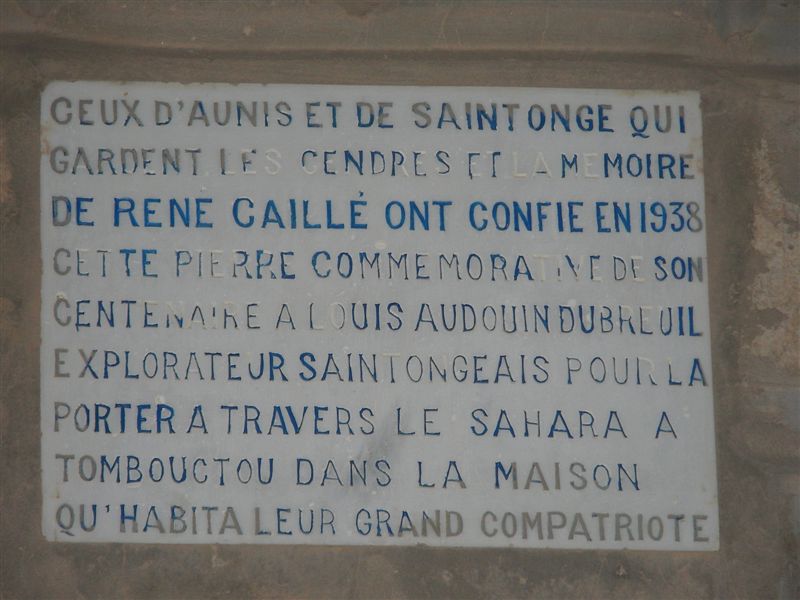 CEUX D'AUNIS ET DE SAINTONGE QUI
GARDENT LES CENDRES ET LA MEMOIRE
DE RENE CAILLÉ ONT CONFIE EN 1938
CETTE PIERRE COMMEMORATIVE DE SON
CENTENAIRE A LOUIS AUDOUIN DUBREUIL
EXPLORATEUR SAINTONGEAIS POUR LA
PORTER A TRAVERS LE SAHARA A
TOMBOUCTOU DANS LA MAISON
QU'HABITA LEUR GRAND COMPATRIOTE